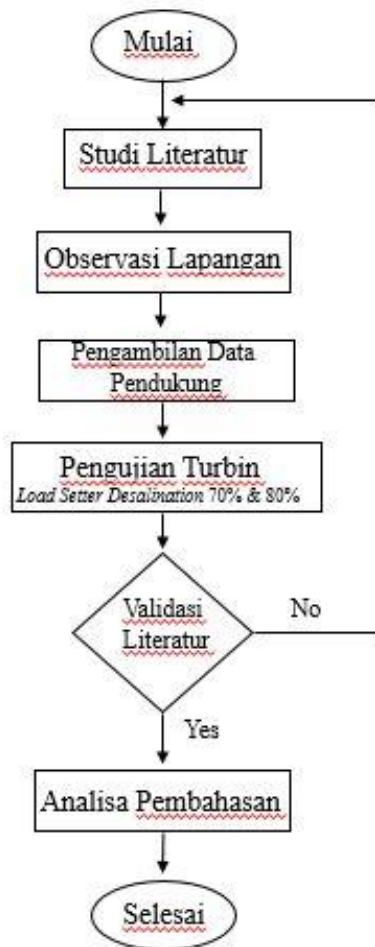 Mulai
Studi Literatur
Observasi Lapangan
Pengambilan Data
Pendukung
Pengujian Turbin
Load Setter Desalination 70% & 80%
Validasi
Literatur
No
Yes
Analisa Pembahasan
Selesai